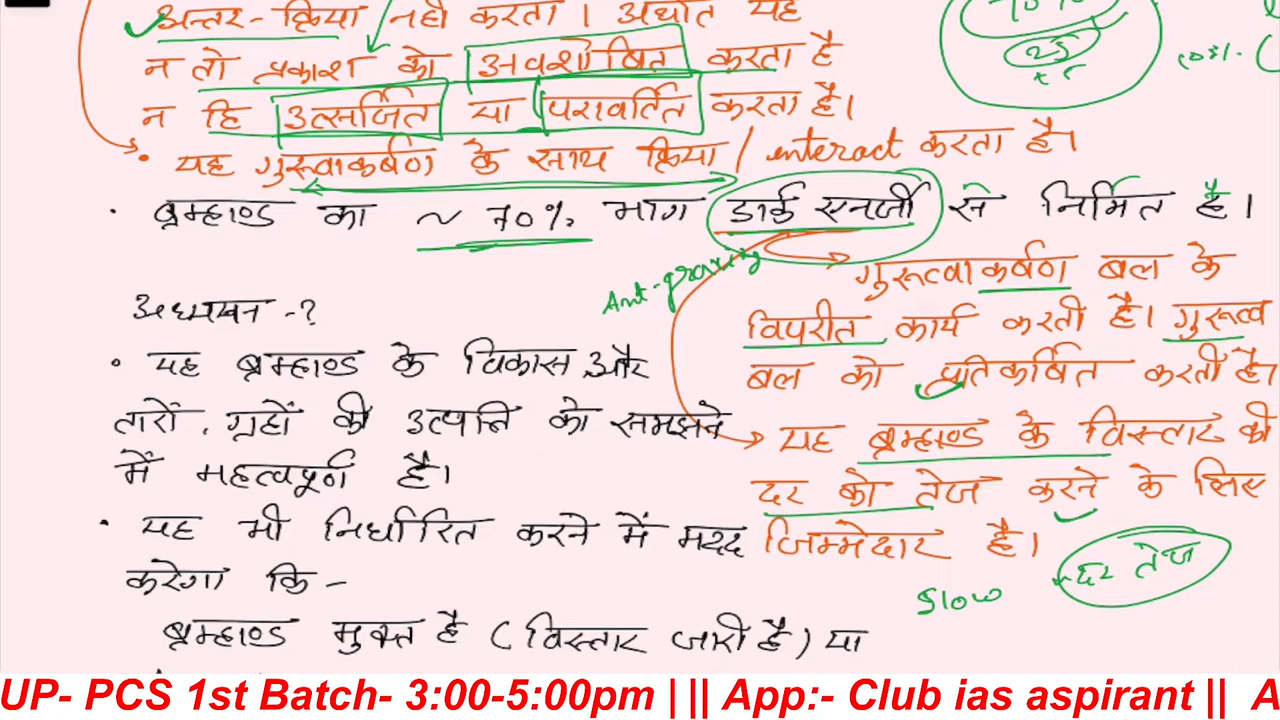 अन्तर-क्रिया नहीं करता । अर्थात यह
न तो प्रकाश को अवशोषित करता है
न हि उत्सर्जित या परावर्तित करता है।
• यह गुरूत्वाकर्षण के साथ क्रिया / interact करता है।
• ब्रम्हाण्ड का ~ 70% भाग डार्क एनर्जी से निर्मित है।
Ant-gravity
गुरूत्वाकर्षण बल के
विपरीत कार्य करती है। गुरूत्व
बल को प्रतिकर्षित करती है।
→ यह ब्रम्हाण्ड के विस्तार की
दर को तेज करने के लिए
जिम्मेदार है।
slow
दर तेज
अध्ययन -?
• यह ब्रम्हाण्ड के विकास और
तारों, ग्रहों की उत्पत्ति को समझने
में महत्वपूर्ण है।
• यह भी निर्धारित करने में मदद
करेगा कि -
ब्रम्हाण्ड मुक्त है (विस्तार जारी है) या
UP- PCS 1st Batch- 3:00-5:00pm | || App:- Club ias aspirant || A